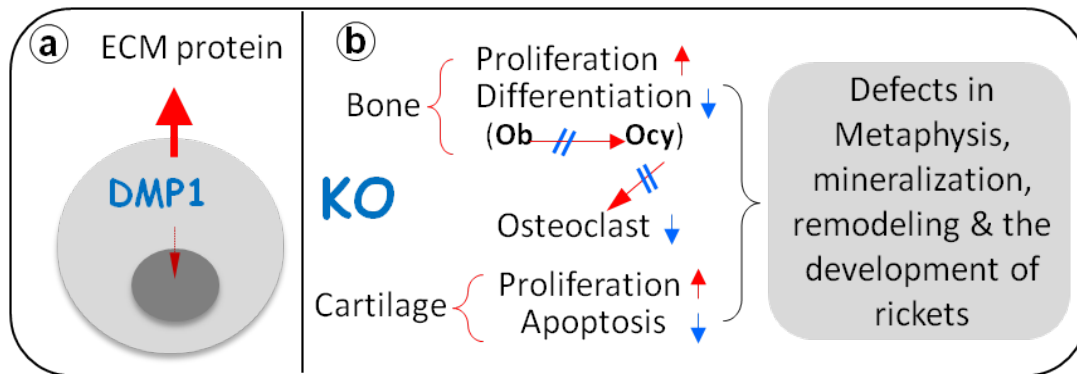 a
ECM protein
DMP1
b
KO
Bone
Proliferation
Differentiation
(Ob Ocy)
Osteoclast
Cartilage
Proliferation
Apoptosis
Defects in
Metaphysis,
mineralization,
remodeling & the
development of
rickets